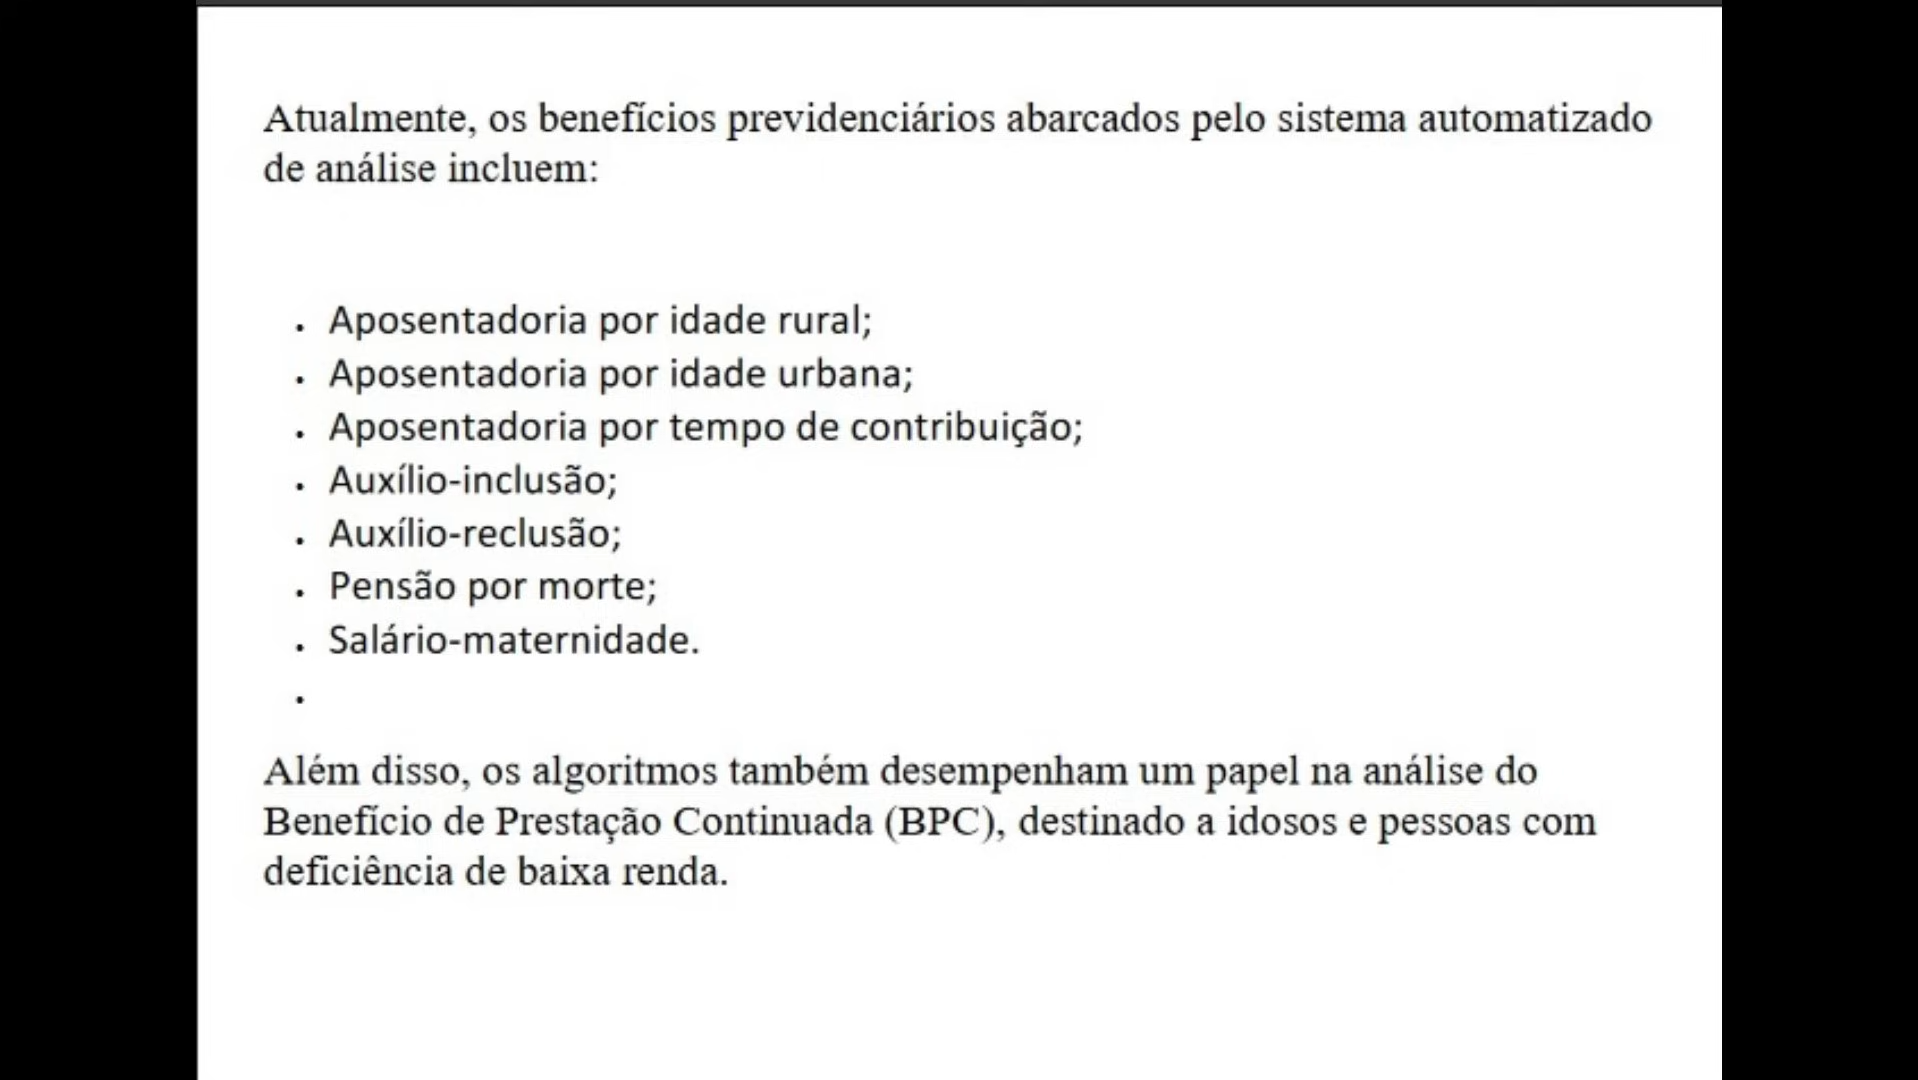 Atualmente, os benefícios previdenciários abarcados pelo sistema automatizado
de análise incluem:
• Aposentadoria por idade rural;
• Aposentadoria por idade urbana;
• Aposentadoria por tempo de contribuição;
• Auxílio-inclusão;
• Auxílio-reclusão;
• Pensão por morte;
• Salário-maternidade.
•
Além disso, os algoritmos também desempenham um papel na análise do
Benefício de Prestação Continuada (BPC), destinado a idosos e pessoas com
deficiência de baixa renda.